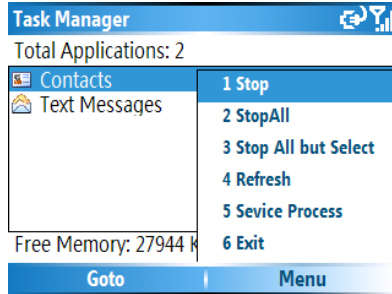 Task Manager
Total Applications: 2
Contacts
Text Messages
1 Stop
2 StopAll
3 Stop All but Select
4 Refresh
5 Sevice Process
6 Exit
Free Memory: 27944 K
Goto
Menu